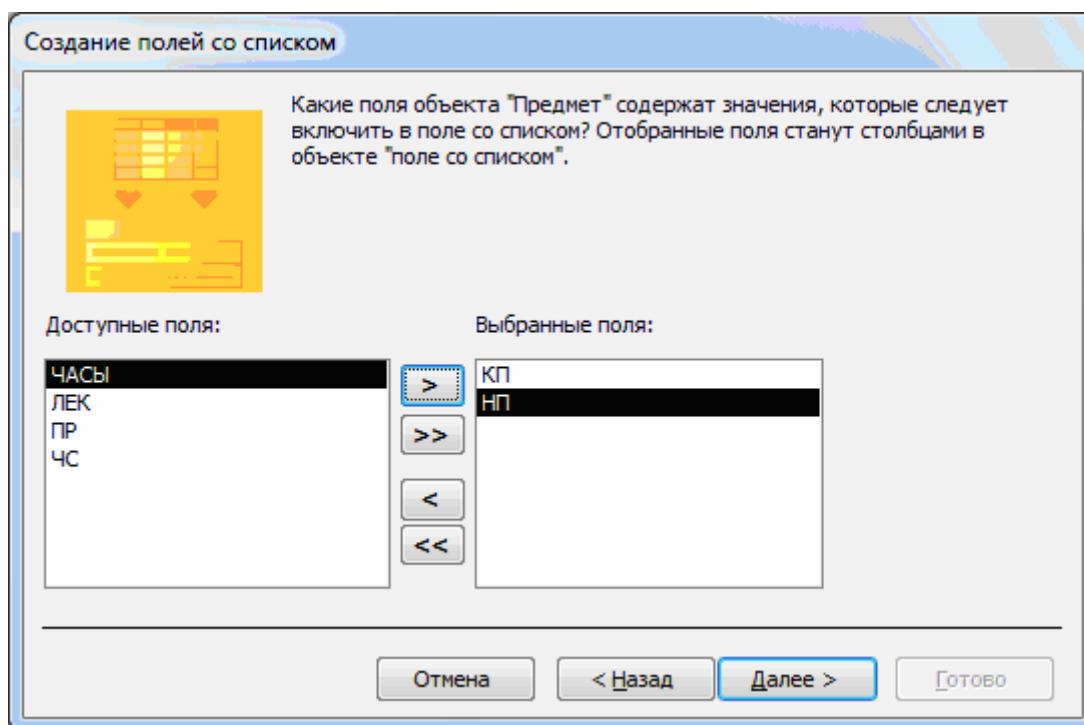 Создание полей со списком
Какие поля объекта "Предмет" содержат значения, которые следует
включить в поле со списком? Отобранные поля станут столбцами в
объекте "поле со списком".
Доступные поля:
Выбранные поля:
ЧАСЫ
ЛЕК
ПР
ЧС
>
>>
<
<<
КП
НП
Отмена
< Назад
Далее >
Готово